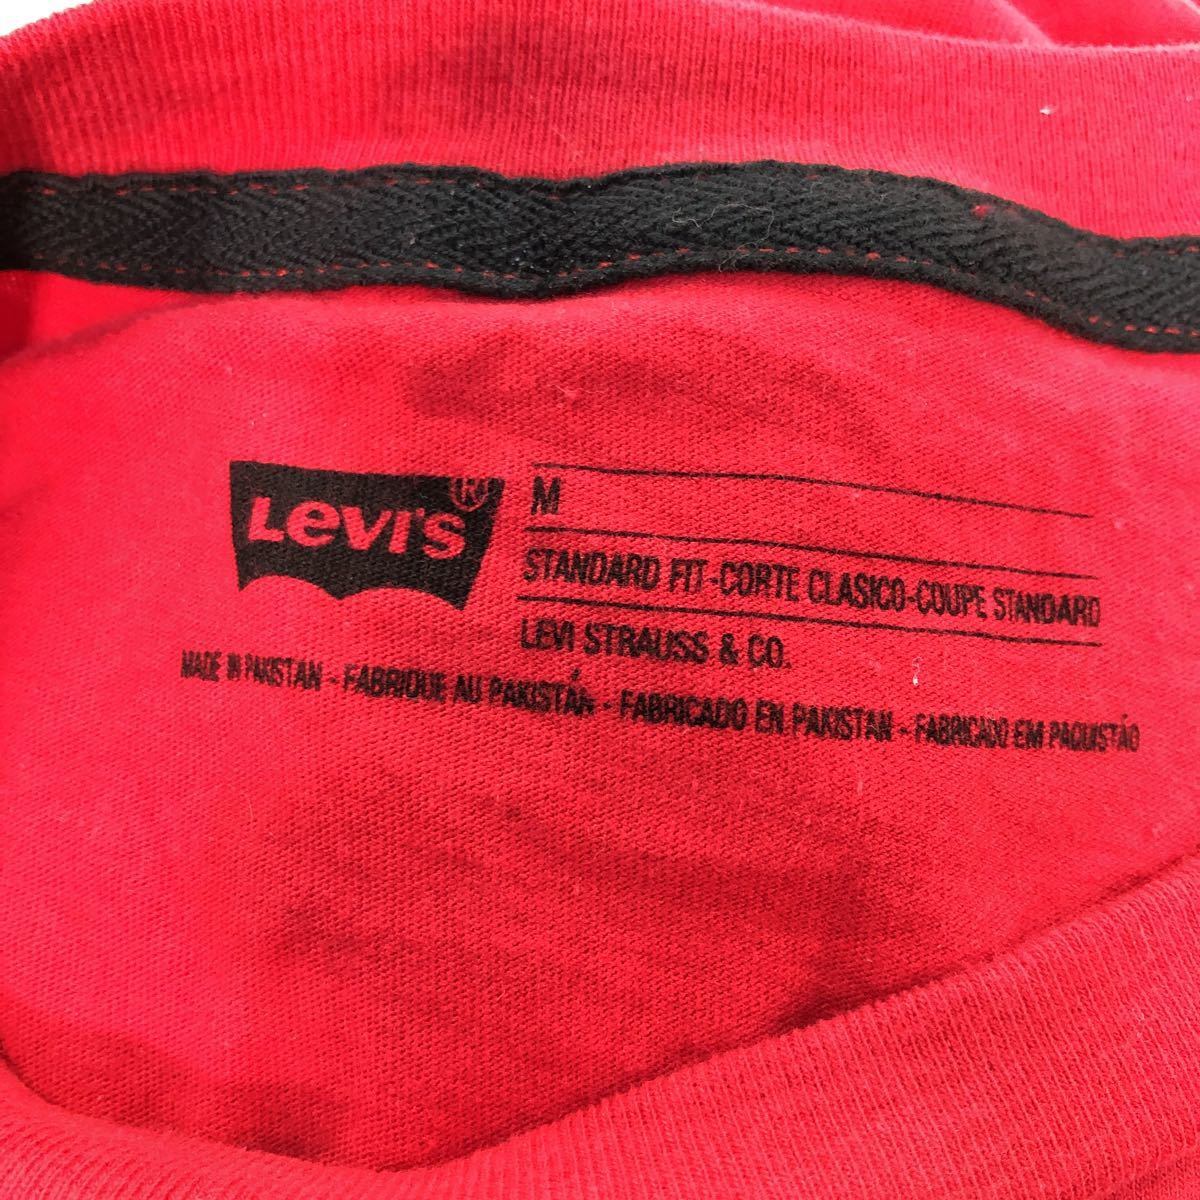 Levi's®
M
STANDARD FIT-CORTE CLASICO-COUPE STANDARD
LEVI STRAUSS & CO.
MADE IN PAKISTAN - FABRIQUE AU PAKISTÁN - FABRICADO EN PAKISTAN - FABRICADO EM PAQUISTÃO